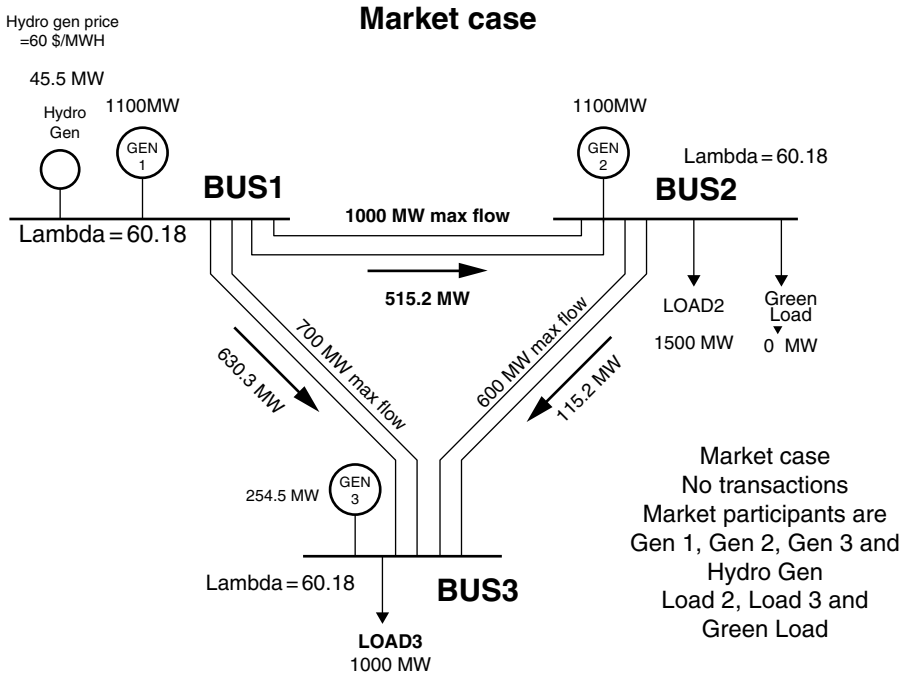 Market case
Hydro gen price
=60 $/MWH
45.5 MW
Hydro
Gen
1100MW
GEN
1
1100MW
GEN
2
Lambda=60.18
BUS1
BUS2
1000 MW max flow
Lambda=60.18
515.2 MW
LOAD2
1500 MW
Green
Load
0 MW
700 MW max flow
630.3 MW
600 MW max flow
115.2 MW
GEN
3
254.5 MW
Lambda=60.18
BUS3
LOAD3
1000 MW
Market case
No transactions
Market participants are
Gen 1, Gen 2, Gen 3 and
Hydro Gen
Load 2, Load 3 and
Green Load